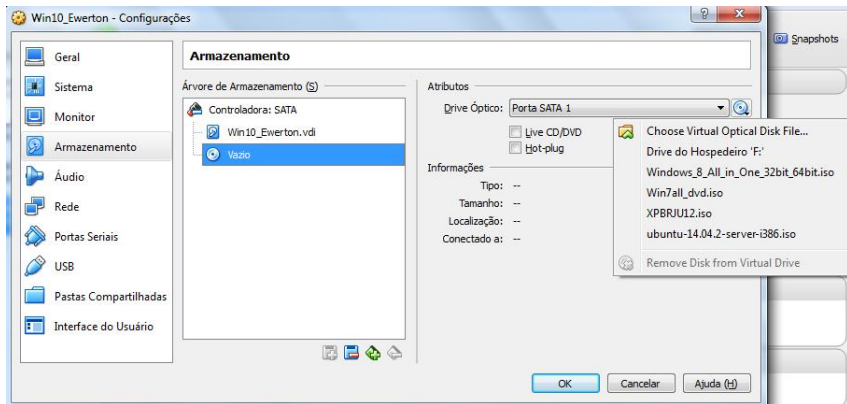 Win10_Ewerton - Configurações
Snapshots
Geral
Sistema
Monitor
Armazenamento
Áudio
Rede
Portas Seriais
USB
Pastas Compartilhadas
Interface do Usuário
Armazenamento
Árvore de Armazenamento (S)
Controladora: SATA
Win10_Ewerton.vdi
Vazio
Atributos
Drive Óptico: Porta SATA 1
Live CD/DVD
Hot-plug
Informações
Tipo: --
Tamanho: --
Localização: --
Conectado a: --
Choose Virtual Optical Disk File...
Drive do Hospedeiro 'F:'
Windows_8_All_in_One_32bit_64bit.iso
Win7all_dvd.iso
XPBRJU12.iso
ubuntu-14.04.2-server-i386.iso
Remove Disk from Virtual Drive
OK Cancelar Ajuda (H)